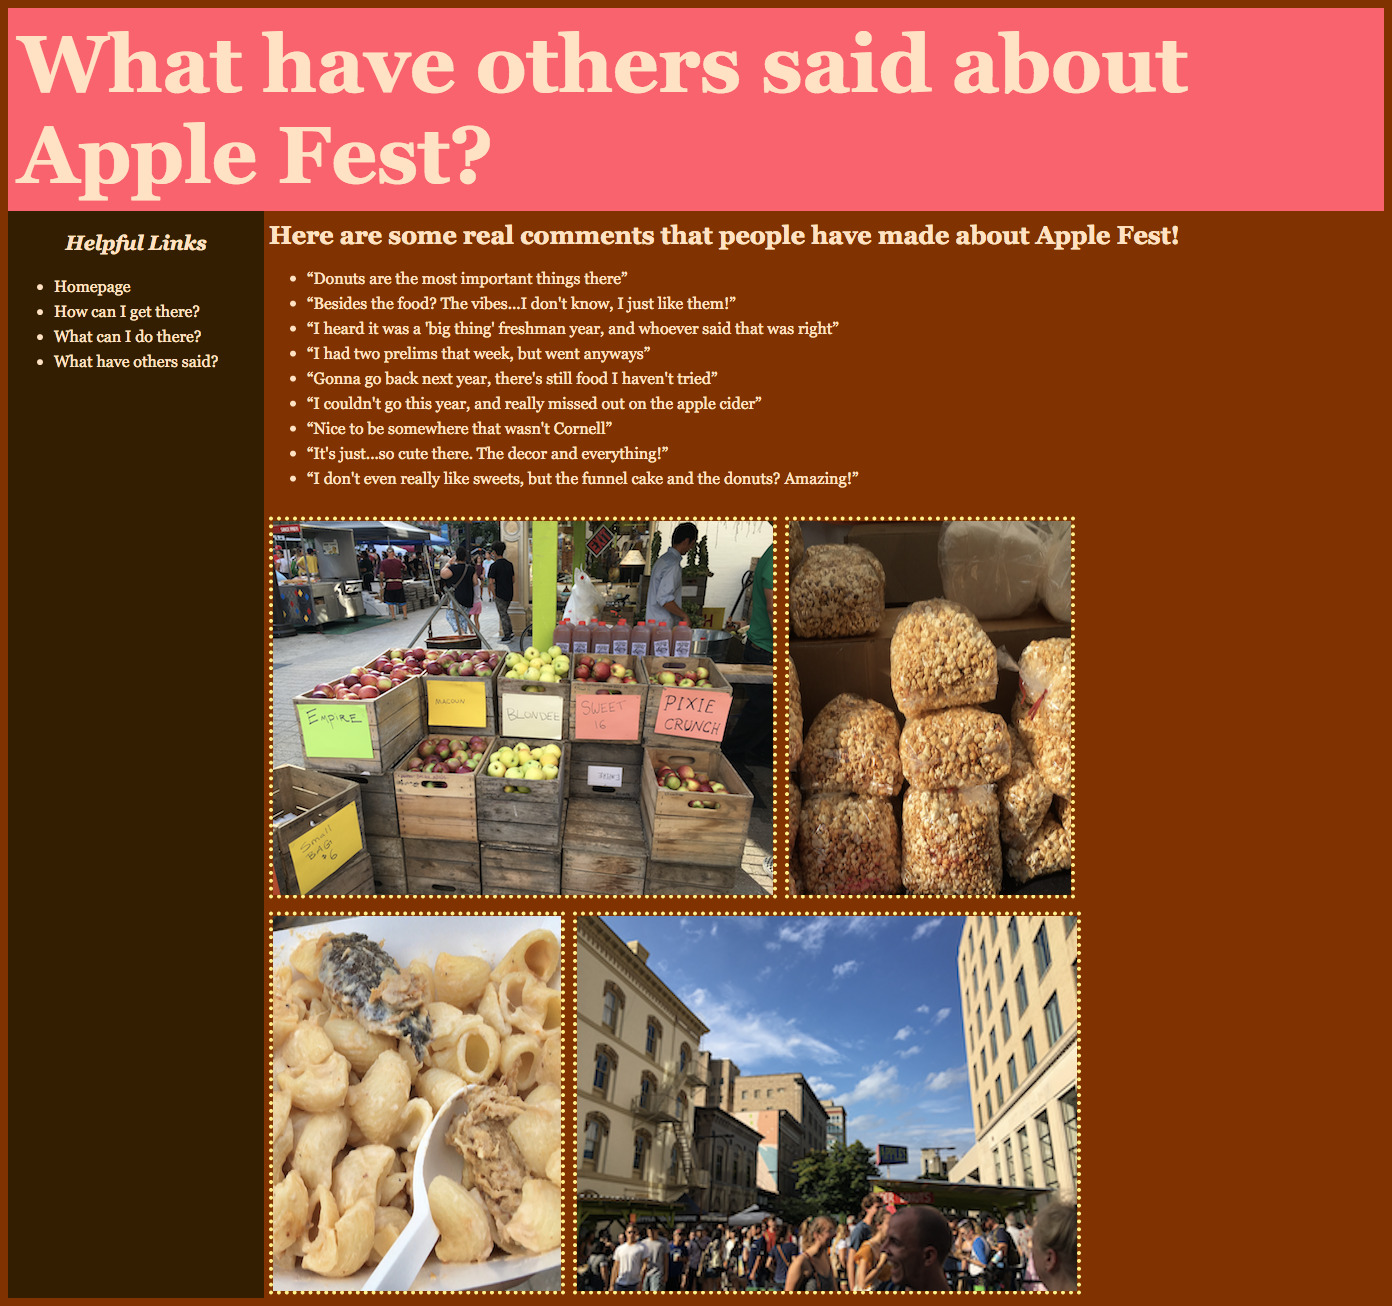 What have others said about
Apple Fest?
Helpful Links
Homepage
How can I get there?
What can I do there?
What have others said?
Here are some real comments that people have made about Apple Fest!
“Donuts are the most important things there”
“Besides the food? The vibes...I don't know, I just like them!”
“I heard it was a 'big thing' freshman year, and whoever said that was right”
“I had two prelims that week, but went anyways”
“Gonna go back next year, there's still food I haven't tried”
“I couldn't go this year, and really missed out on the apple cider”
“Nice to be somewhere that wasn't Cornell”
“It's just...so cute there. The decor and everything!”
“I don't even really like sweets, but the funnel cake and the donuts? Amazing!”
EXIT
EMPIRE
MACOUN
BLONDEE
SWEET
16
PIXIE
CRUNCH
Small
BAG!
$6
APPLES